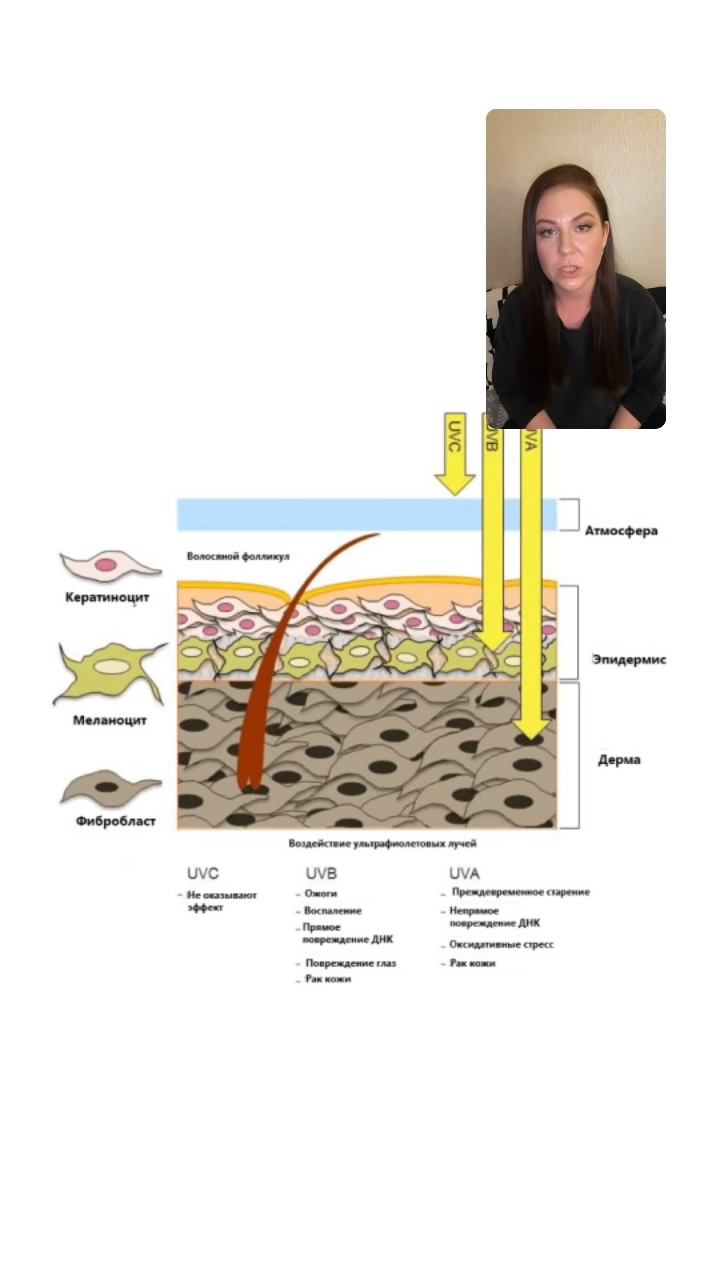 UVC
UVB
UVA
Атмосфера
Волосяной фолликул
Кератиноцит
Эпидермис
Меланоцит
Дерма
Фибробласт
Воздействие ультрафиолетовых лучей
UVC
– Не оказывают
эффект
UVB
– Ожоги
– Воспаление
– Прямое
повреждение ДНК
– Повреждение глаз
– Рак кожи
UVA
– Преждевременное старение
– Непрямое
повреждение ДНК
– Оксидативные стресс
– Рак кожи